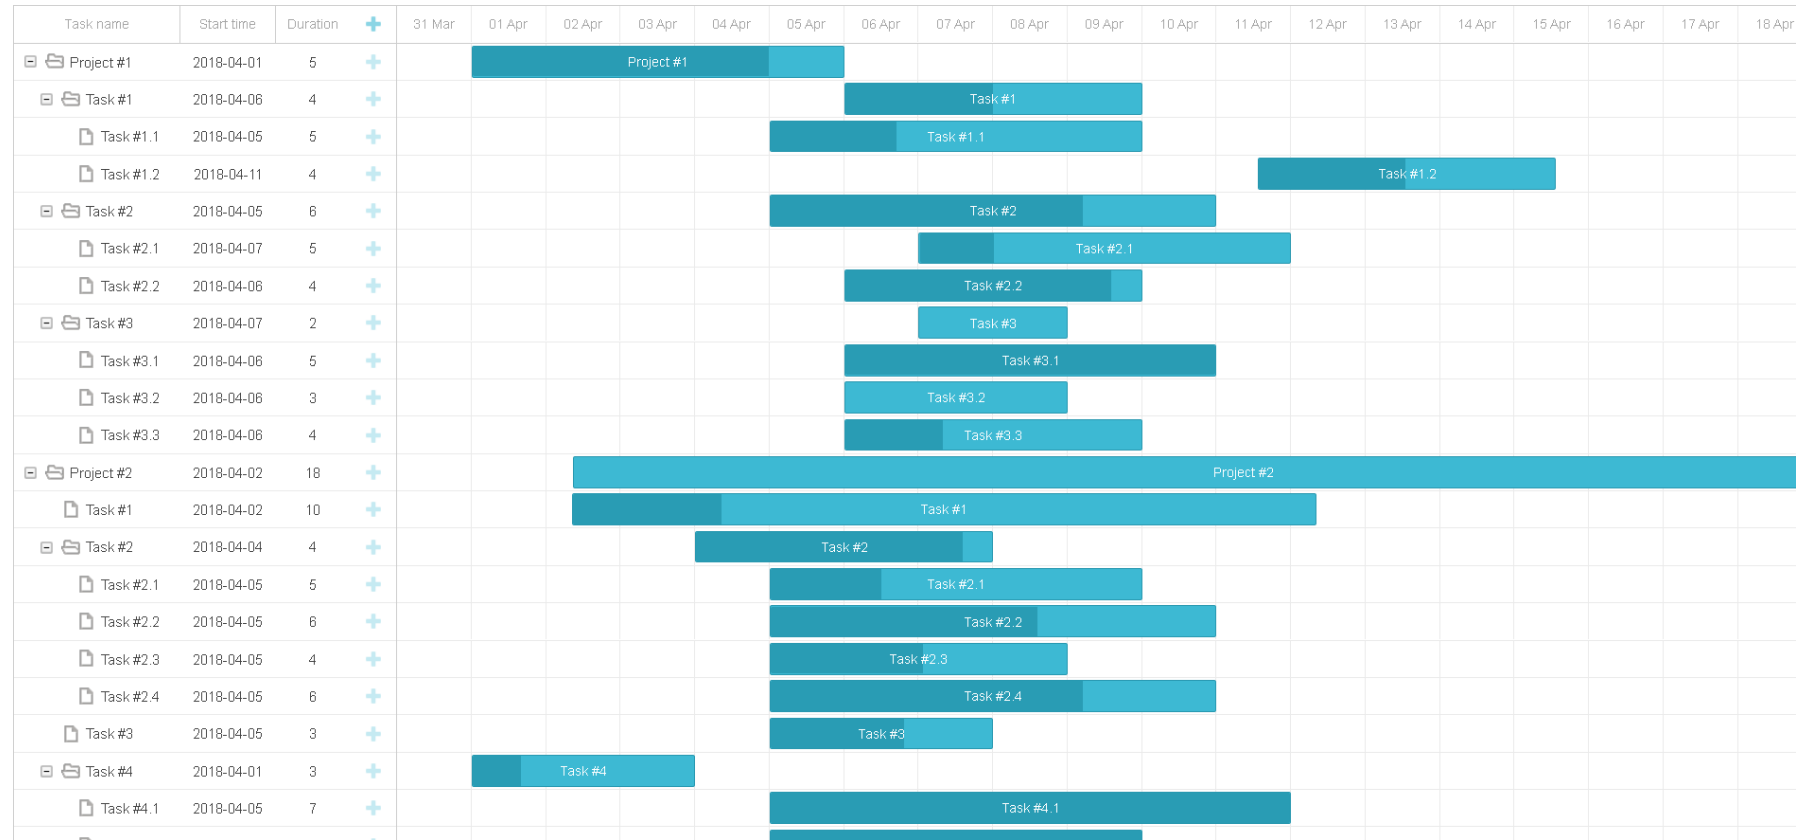 Task name Start time Duration 31 Mar 01 Apr 02 Apr 03 Apr 04 Apr 05 Apr 06 Apr 07 Apr 08 Apr 09 Apr 10 Apr 11 Apr 12 Apr 13 Apr 14 Apr 15 Apr 16 Apr 17 Apr 18 Apr
Project #1 2018-04-01 5 Project #1
Task #1 2018-04-06 4 Task #1
Task #1.1 2018-04-05 5 Task #1.1
Task #1.2 2018-04-11 4 Task #1.2
Task #2 2018-04-05 6 Task #2
Task #2.1 2018-04-07 5 Task #2.1
Task #2.2 2018-04-06 4 Task #2.2
Task #3 2018-04-07 2 Task #3
Task #3.1 2018-04-06 5 Task #3.1
Task #3.2 2018-04-06 3 Task #3.2
Task #3.3 2018-04-06 4 Task #3.3
Project #2 2018-04-02 18 Project #2
Task #1 2018-04-02 10 Task #1
Task #2 2018-04-04 4 Task #2
Task #2.1 2018-04-05 5 Task #2.1
Task #2.2 2018-04-05 6 Task #2.2
Task #2.3 2018-04-05 4 Task #2.3
Task #2.4 2018-04-05 6 Task #2.4
Task #3 2018-04-05 3 Task #3
Task #4 2018-04-01 3 Task #4
Task #4.1 2018-04-05 7 Task #4.1